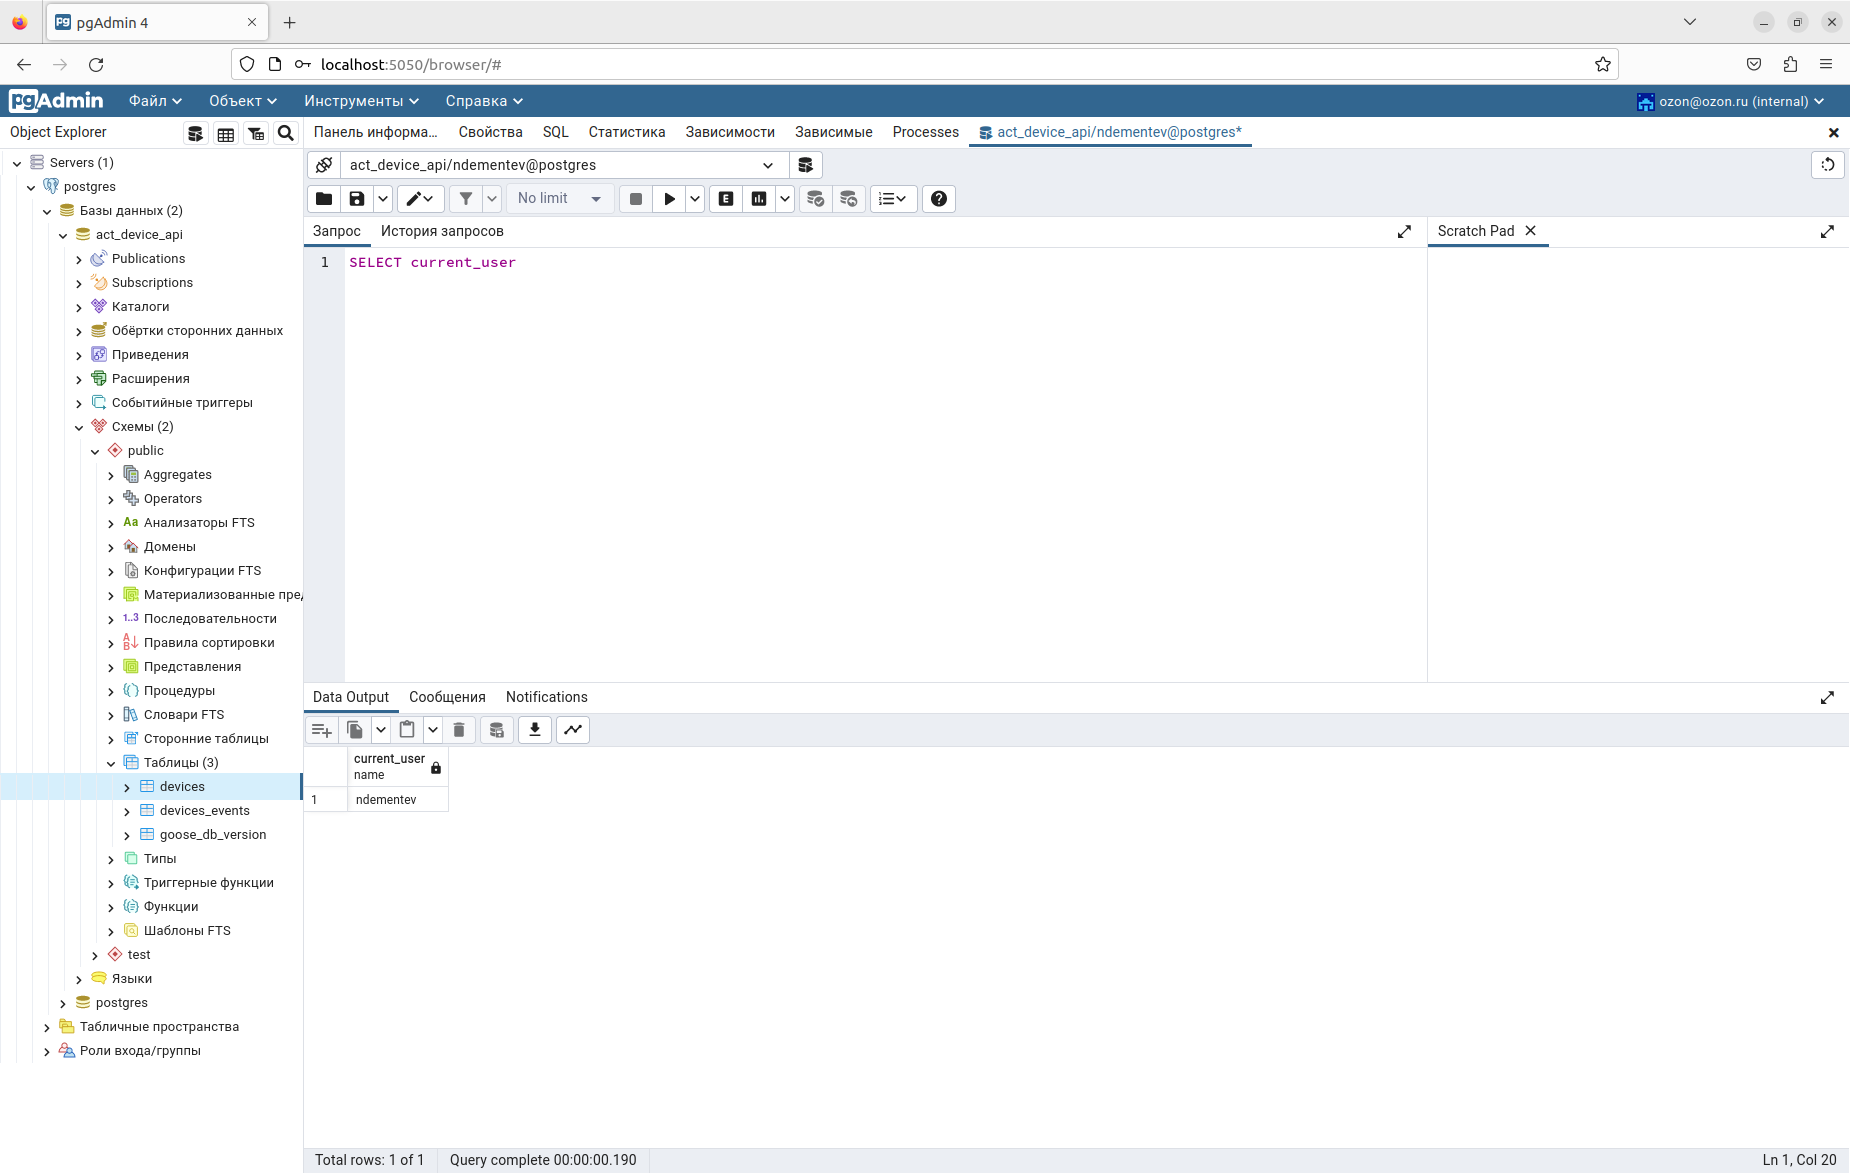 pgAdmin 4
localhost:5050/browser/#
pgAdmin Файл Объект Инструменты Справка ozon@ozon.ru (internal)
Object Explorer
Панель информа... Свойства SQL Статистика Зависимости Зависимые Processes act_device_api/ndementev@postgres*
Servers (1)
postgres
Базы данных (2)
act_device_api
Publications
Subscriptions
Каталоги
Обёртки сторонних данных
Приведения
Расширения
Событийные триггеры
Схемы (2)
public
Aggregates
Operators
Aa Анализаторы FTS
Домены
Конфигурации FTS
Материализованные пред
1..3 Последовательности
Правила сортировки
Представления
Процедуры
Словари FTS
Сторонние таблицы
Таблицы (3)
devices
devices_events
goose_db_version
Типы
Триггерные функции
Функции
Шаблоны FTS
test
Языки
postgres
Табличные пространства
Роли входа/группы
act_device_api/ndementev@postgres
No limit E
Запрос История запросов
Scratch Pad
1 SELECT current_user
Data Output Сообщения Notifications
current_user
name
1 ndementev
Total rows: 1 of 1 Query complete 00:00:00.190 Ln 1, Col 20